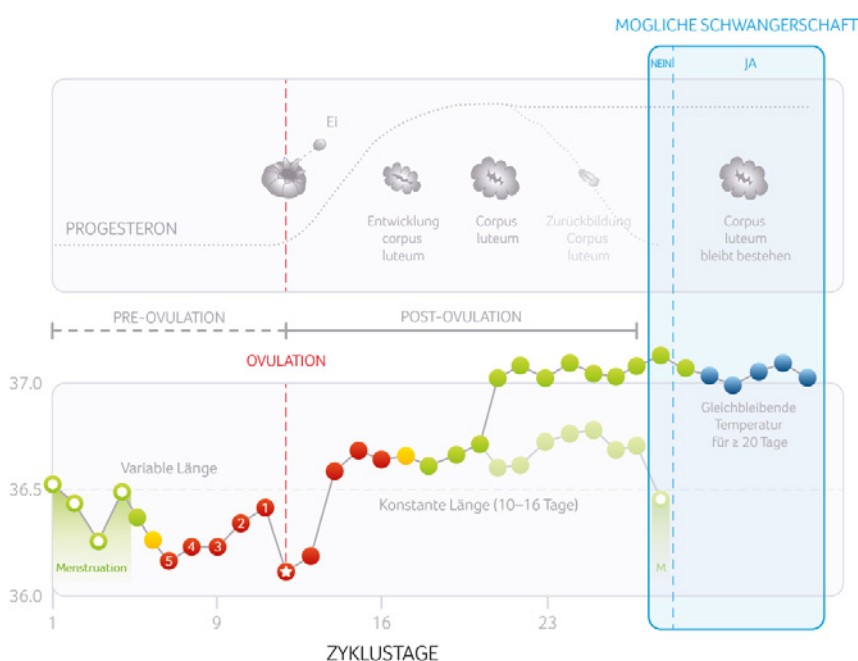 MOGLICHE SCHWANGERSCHAFT
NEIN
JA
Ei
PROGESTERON
Entwicklung
corpus
luteum
Corpus
luteum
Zurückbildung
Corpus
luteum
Corpus
luteum
bleibt bestehen
PRE-OVULATION
POST-OVULATION
OVULATION
37.0
Gleichbleibende
Temperatur
für ≥ 20 Tage
Variable Länge
36.5
Konstante Länge (10–16 Tage)
5
4
3
2
1
Menstruation
M
36.0
1
9
16
23
ZYKLUSTAGE